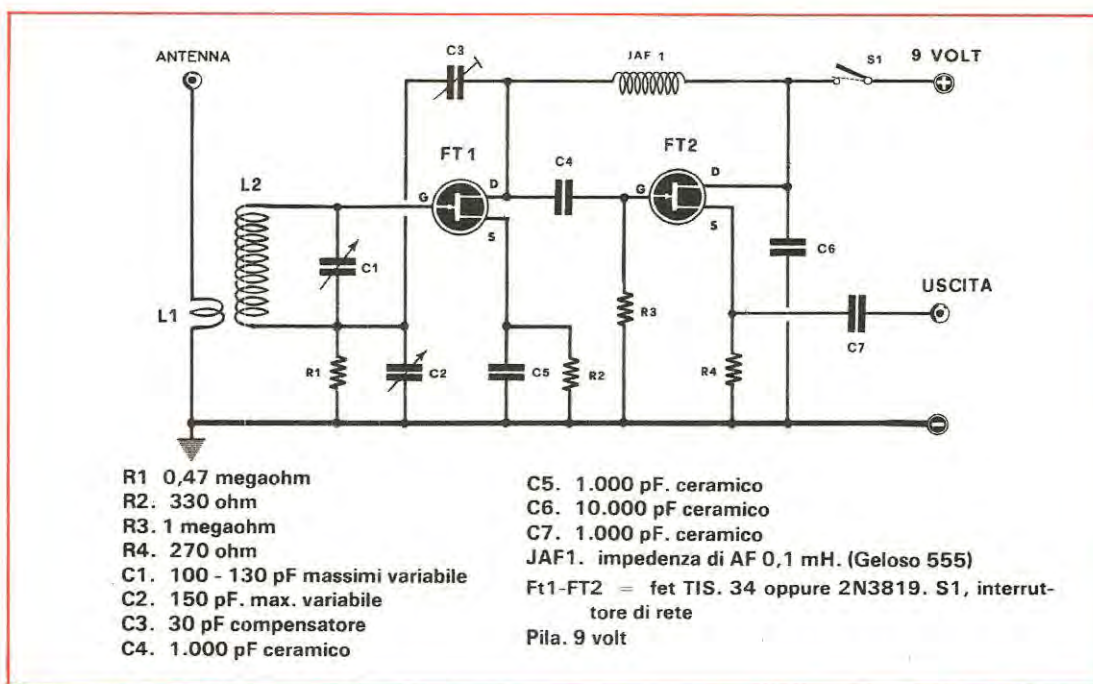 ANTENNA
C3
JAF 1
S1
9 VOLT
+
FT1
C4
FT2
L2
G
D
S
G
D
S
C1
C6
L1
R3
USCITA
R1
C2
C5
R2
R4
C7
-
R1 0,47 megaohm
R2. 330 ohm
R3. 1 megaohm
R4. 270 ohm
C1. 100 - 130 pF massimi variabile
C2. 150 pF. max. variabile
C3. 30 pF compensatore
C4. 1.000 pF ceramico
C5. 1.000 pF. ceramico
C6. 10.000 pF ceramico
C7. 1.000 pF ceramico
JAF1. impedenza di AF 0,1 mH. (Geloso 555)
Ft1-FT2 = fet TIS. 34 oppure 2N3819. S1, interrut-
tore di rete
Pila. 9 volt